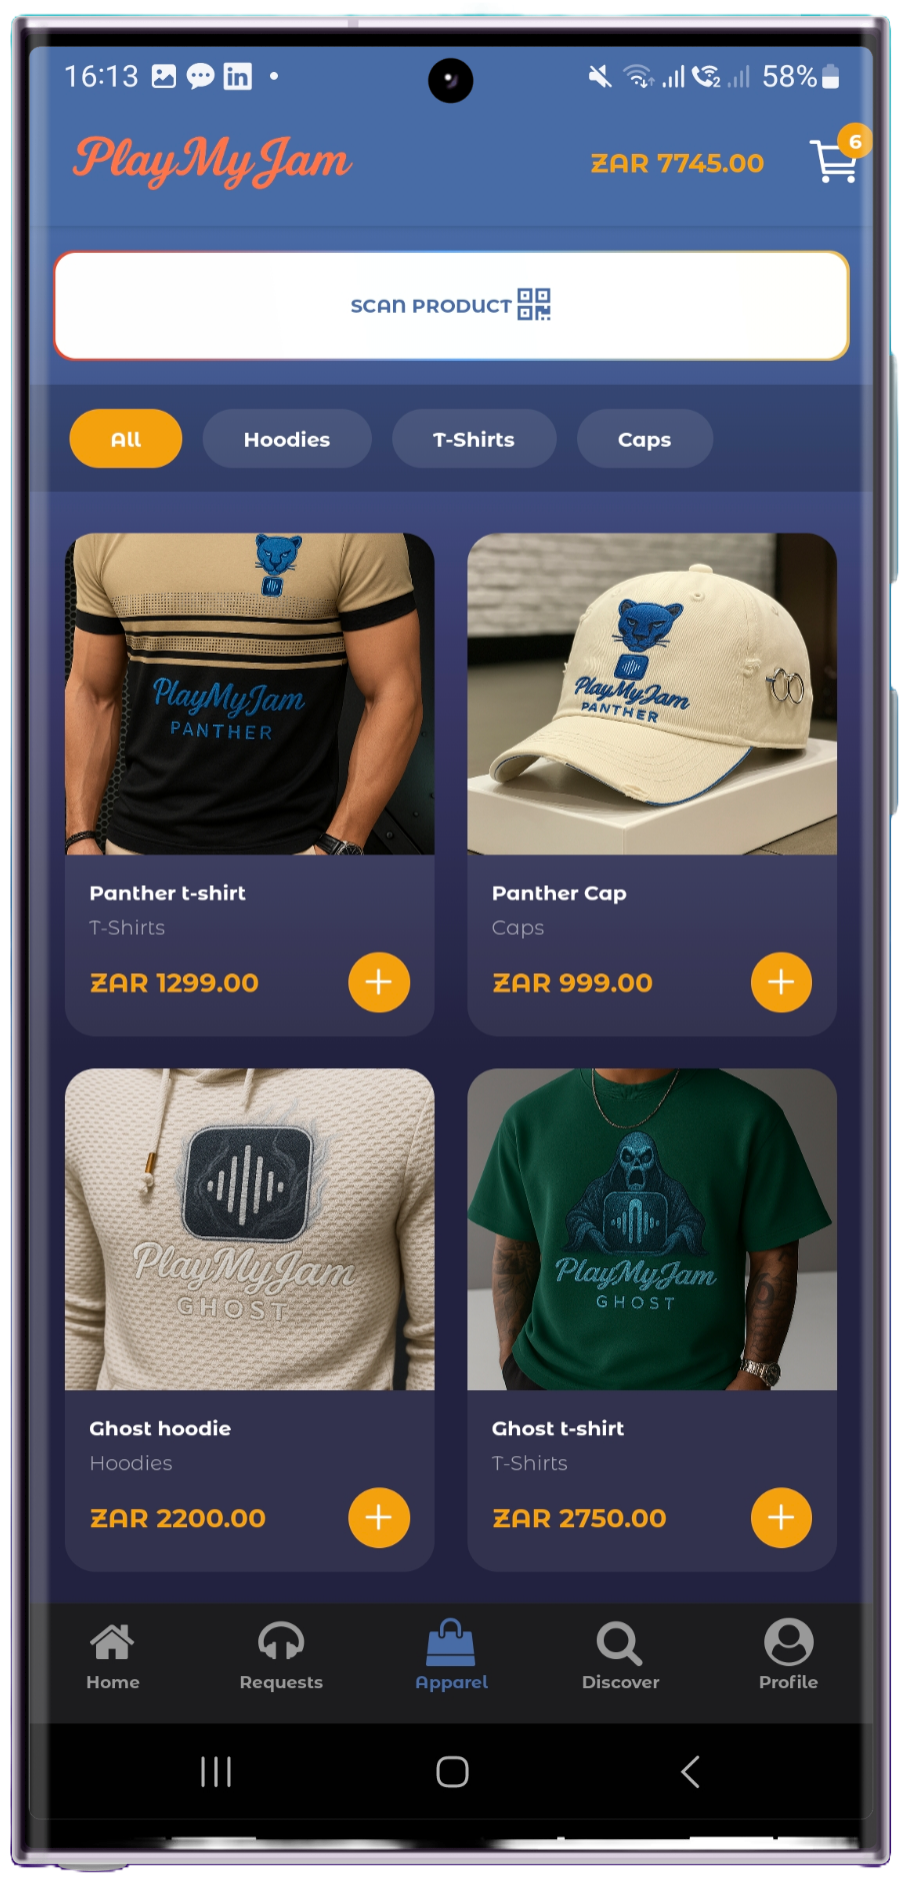 16:13
58%
PlayMyJam
ZAR 7745.00
6
SCAN PRODUCT
All
Hoodies
T-Shirts
Caps
PlayMyJam
PANTHER
PlayMyJam
PANTHER
Panther t-shirt
T-Shirts
ZAR 1299.00
Panther Cap
Caps
ZAR 999.00
PlayMyJam
GHOST
PlayMyJam
GHOST
Ghost hoodie
Hoodies
ZAR 2200.00
Ghost t-shirt
T-Shirts
ZAR 2750.00
Home
Requests
Apparel
Discover
Profile